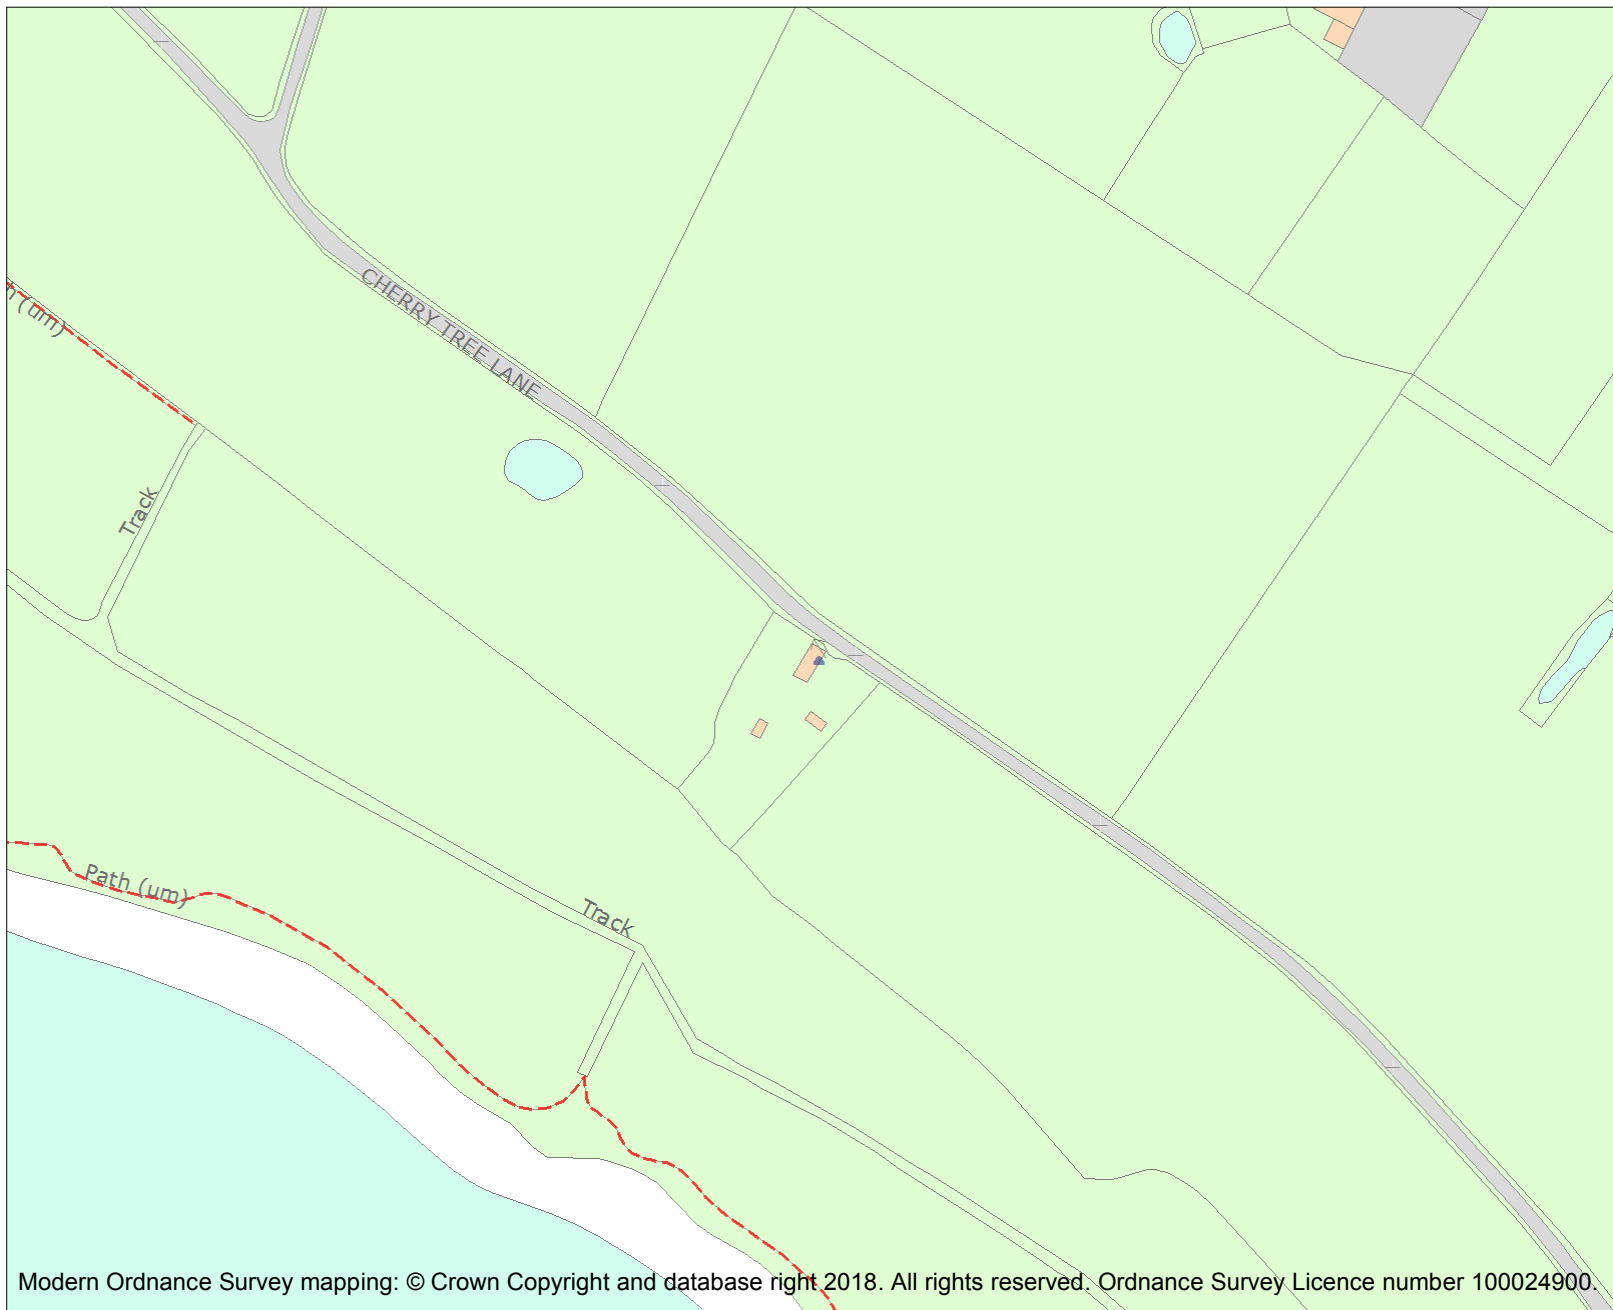 CHERRY TREE LANE
h (um)
Track
Path (um)
Track
Modern Ordnance Survey mapping: © Crown Copyright and database right 2018. All rights reserved. Ordnance Survey Licence number 100024900.